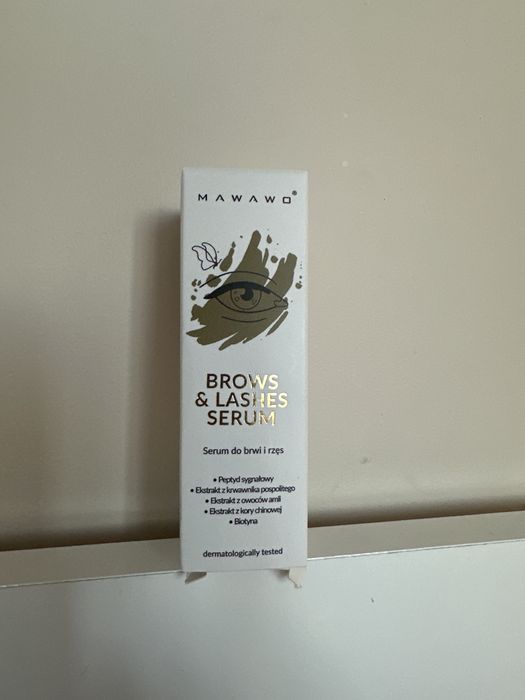 MAWAWO®
BROWS
& LASHES
SERUM
Serum do brwi i rzęs
• Peptyd sygnałowy
• Ekstrakt z krwawnika pospolitego
• Ekstrakt z owoców amli
• Ekstrakt z kory chinowej
• Biotyna
dermatologically tested